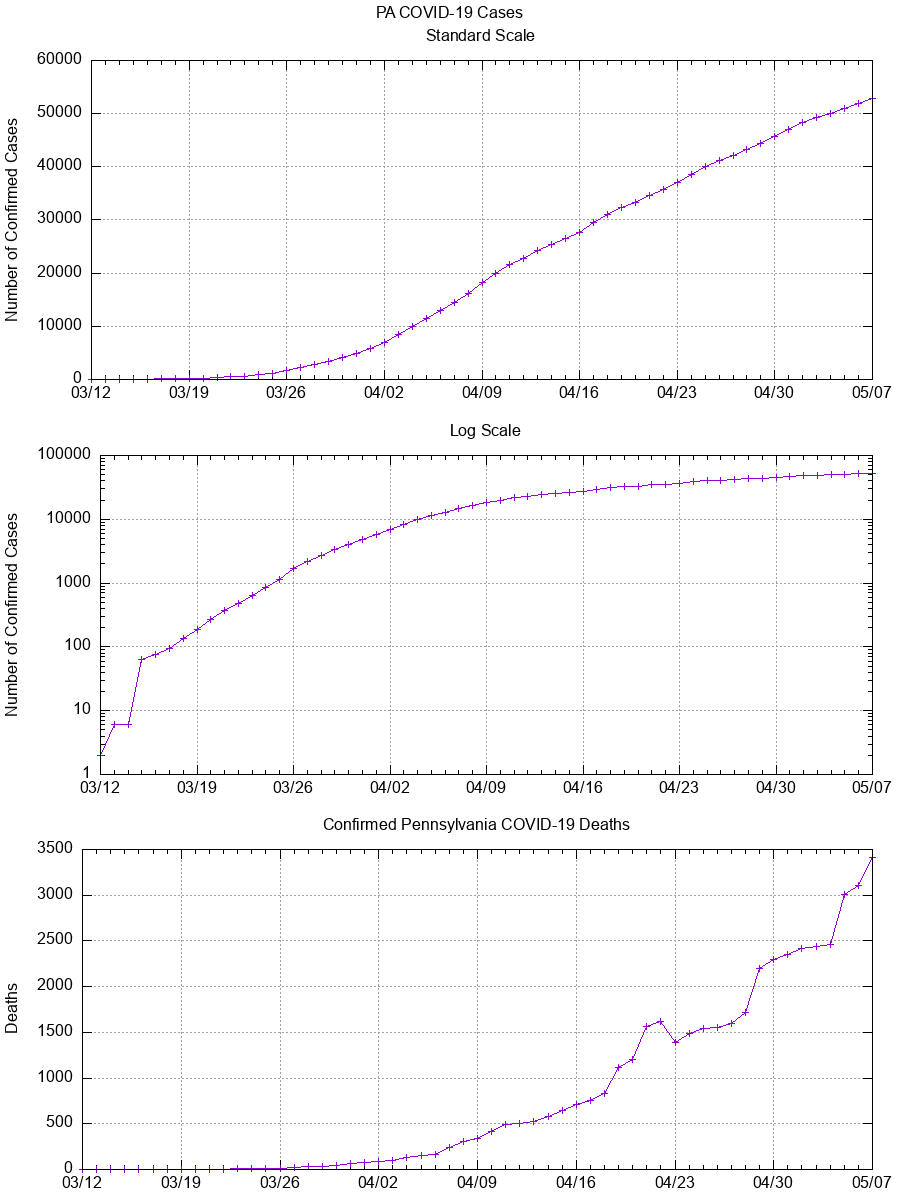 PA COVID-19 Cases
Standard Scale
60000
50000
40000
30000
20000
10000
0
Number of Confirmed Cases
03/12 03/19 03/26 04/02 04/09 04/16 04/23 04/30 05/07
Log Scale
100000
10000
1000
100
10
1
Number of Confirmed Cases
03/12 03/19 03/26 04/02 04/09 04/16 04/23 04/30 05/07
Confirmed Pennsylvania COVID-19 Deaths
3500
3000
2500
2000
1500
1000
500
0
Deaths
03/12 03/19 03/26 04/02 04/09 04/16 04/23 04/30 05/07